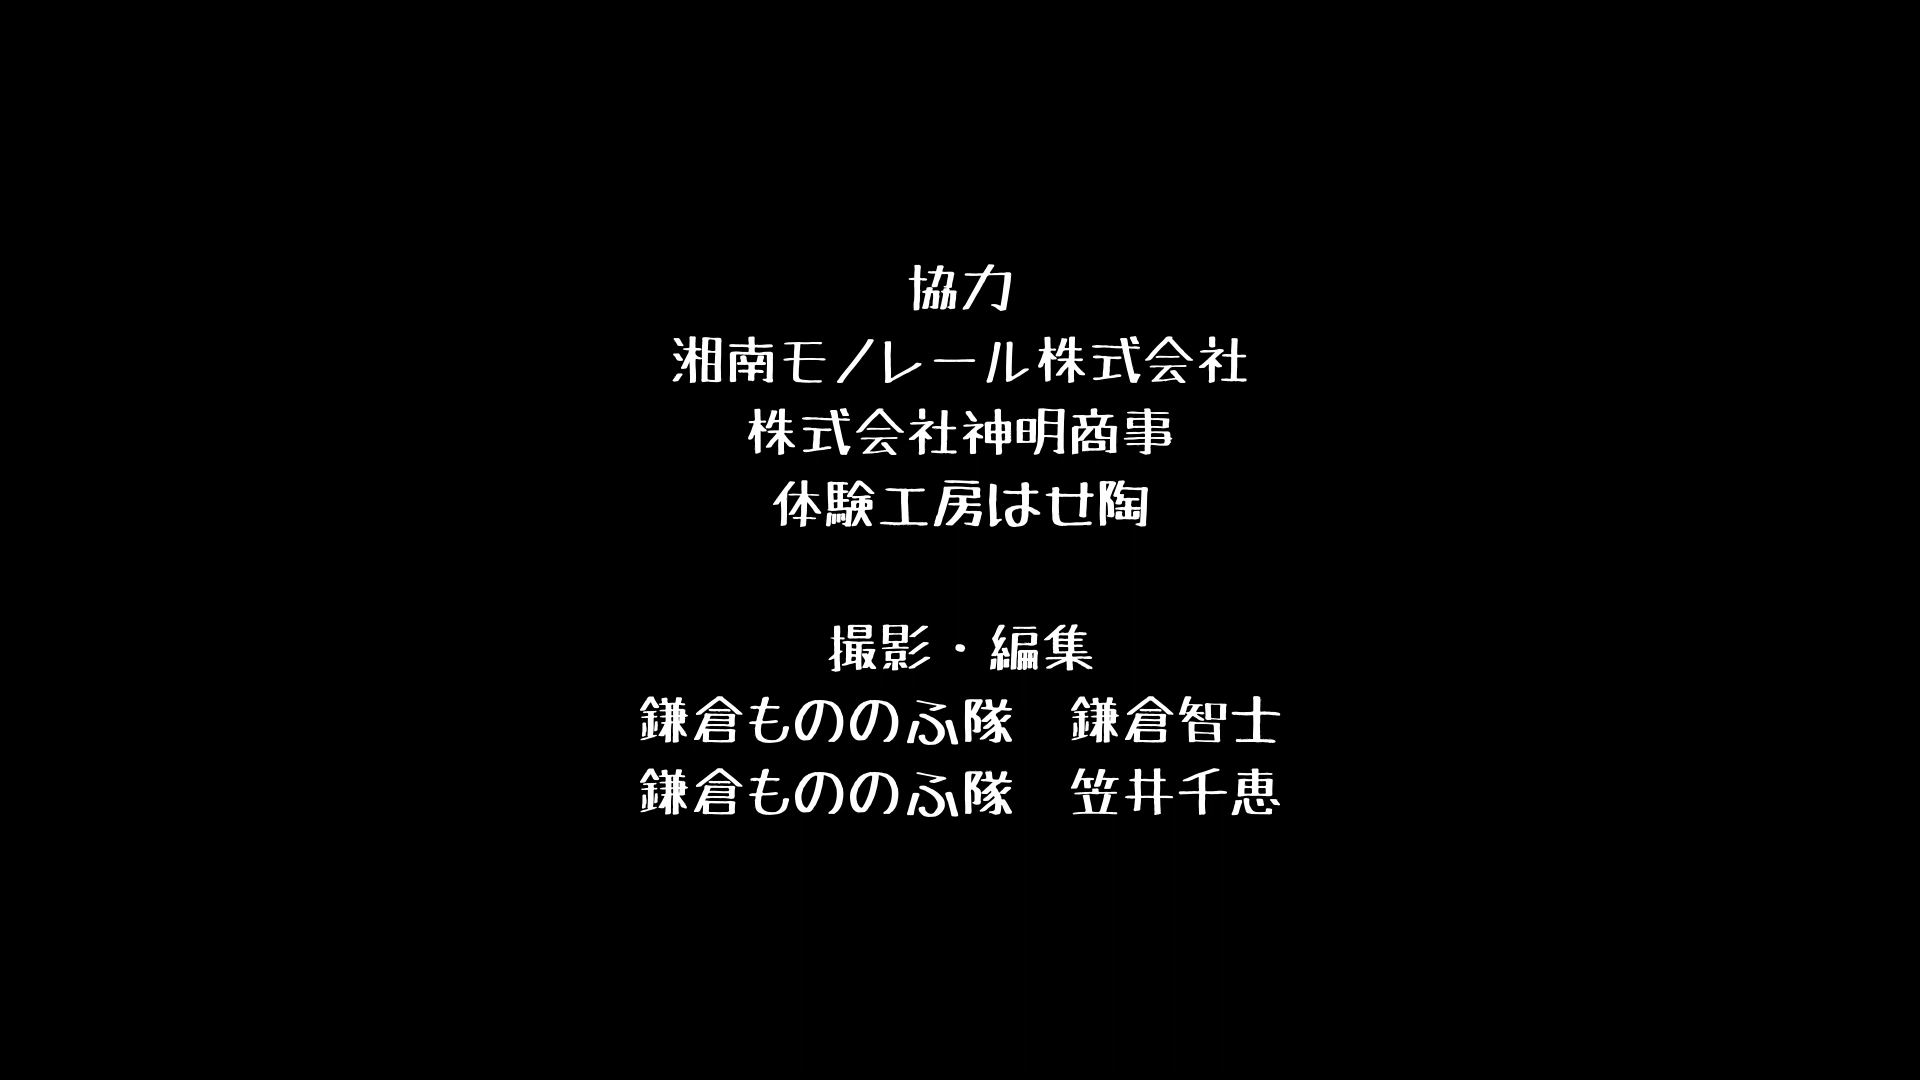 協力
湘南モノレール株式会社
株式会社神明商事
体験工房はせ陶
撮影・編集
鎌倉もののふ隊　鎌倉智士
鎌倉もののふ隊　笠井千恵